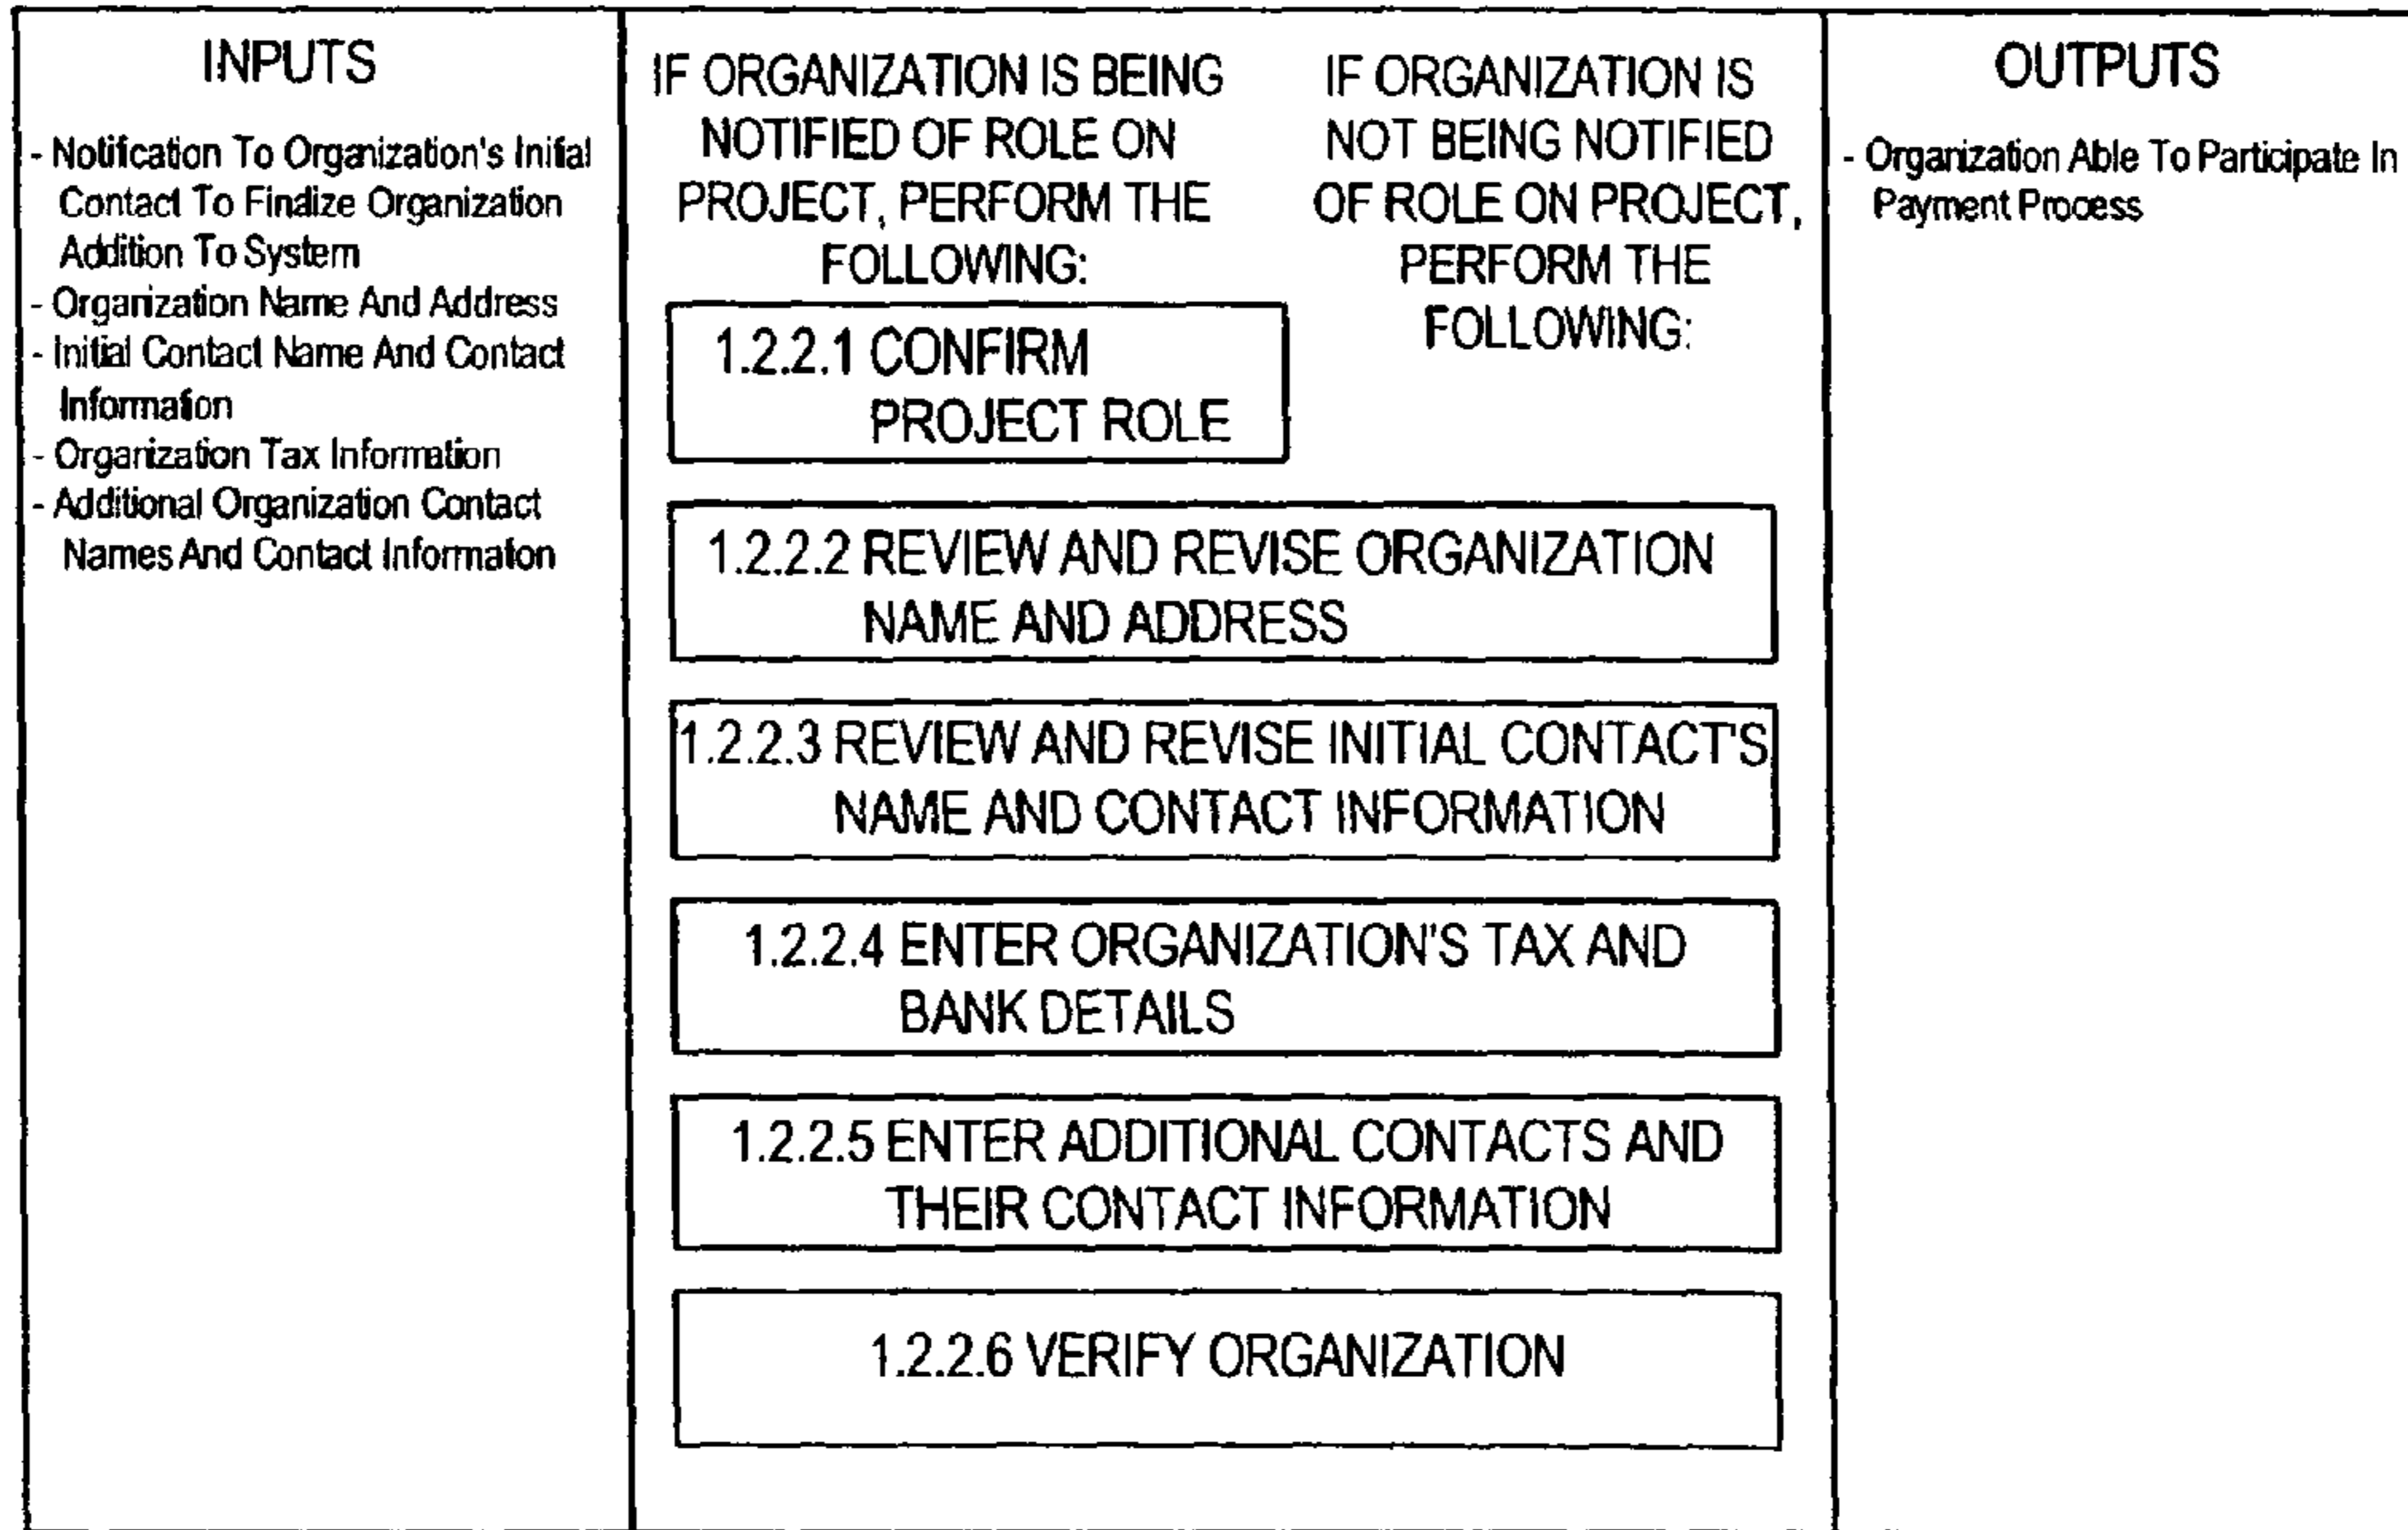 INPUTS
- Notification To Organization's Initial
Contact To Finalize Organization
Addition To System
- Organization Name And Address
- Initial Contact Name And Contact
Information
- Organization Tax Information
- Additional Organization Contact
Names And Contact Information
IF ORGANIZATION IS BEING
NOTIFIED OF ROLE ON
PROJECT, PERFORM THE
FOLLOWING:
IF ORGANIZATION IS
NOT BEING NOTIFIED
OF ROLE ON PROJECT,
PERFORM THE
FOLLOWING:
1.2.2.1 CONFIRM
PROJECT ROLE
1.2.2.2 REVIEW AND REVISE ORGANIZATION
NAME AND ADDRESS
1.2.2.3 REVIEW AND REVISE INITIAL CONTACT'S
NAME AND CONTACT INFORMATION
1.2.2.4 ENTER ORGANIZATION'S TAX AND
BANK DETAILS
1.2.2.5 ENTER ADDITIONAL CONTACTS AND
THEIR CONTACT INFORMATION
1.2.2.6 VERIFY ORGANIZATION
OUTPUTS
- Organization Able To Participate In
Payment Process